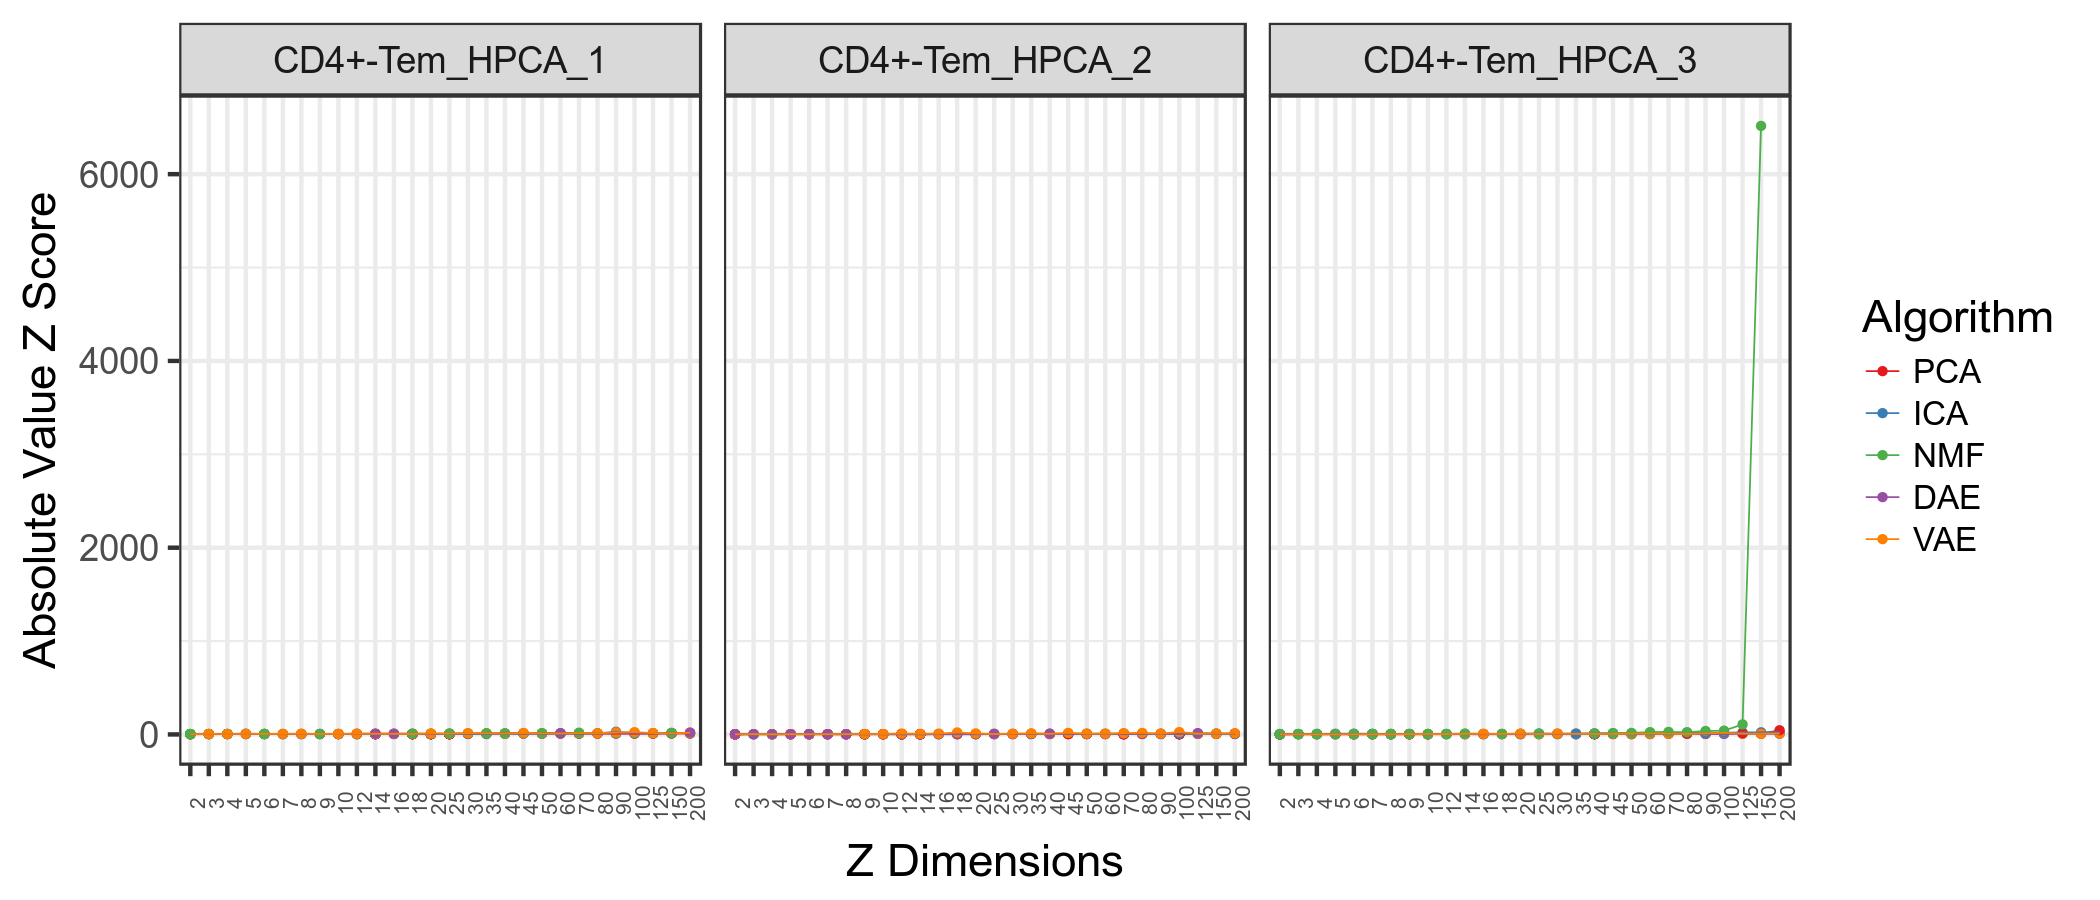 CD4+-Tem_HPCA_1 CD4+-Tem_HPCA_2 CD4+-Tem_HPCA_3
6000
4000
2000
0
Absolute Value Z Score
2 3 4 5 6 7 8 9 10 12 14 16 18 20 25 30 35 40 45 50 60 70 80 90 100 125 150 200
2 3 4 5 6 7 8 9 10 12 14 16 18 20 25 30 35 40 45 50 60 70 80 90 100 125 150 200
2 3 4 5 6 7 8 9 10 12 14 16 18 20 25 30 35 40 45 50 60 70 80 90 100 125 150 200
Z Dimensions
Algorithm
PCA
ICA
NMF
DAE
VAE